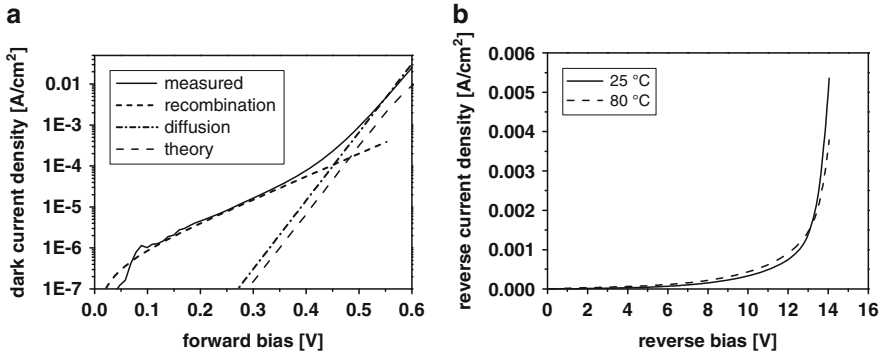 a
dark current density [A/cm²]
0.01
1E-3
1E-4
1E-5
1E-6
1E-7
measured
recombination
diffusion
theory
0.0 0.1 0.2 0.3 0.4 0.5 0.6
forward bias [V]
b
reverse current density [A/cm²]
0.006
0.005
0.004
0.003
0.002
0.001
0.000
25 °C
80 °C
0 2 4 6 8 10 12 14 16
reverse bias [V]